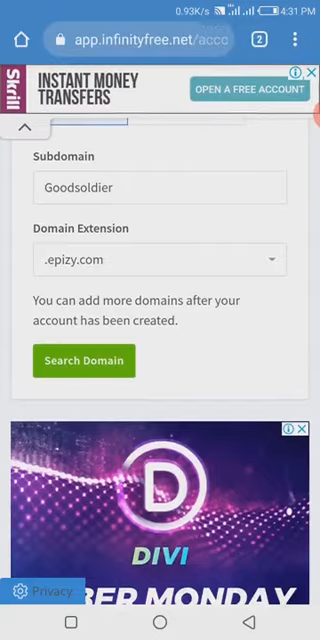 0.93K/s 4:31 PM
app.infinityfree.net/acco
2
Skrill
INSTANT MONEY
TRANSFERS
OPEN A FREE ACCOUNT
Subdomain
Goodsoldier
Domain Extension
.epizy.com
You can add more domains after your
account has been created.
Search Domain
D
DIVI
BER MONDAY
Privacy